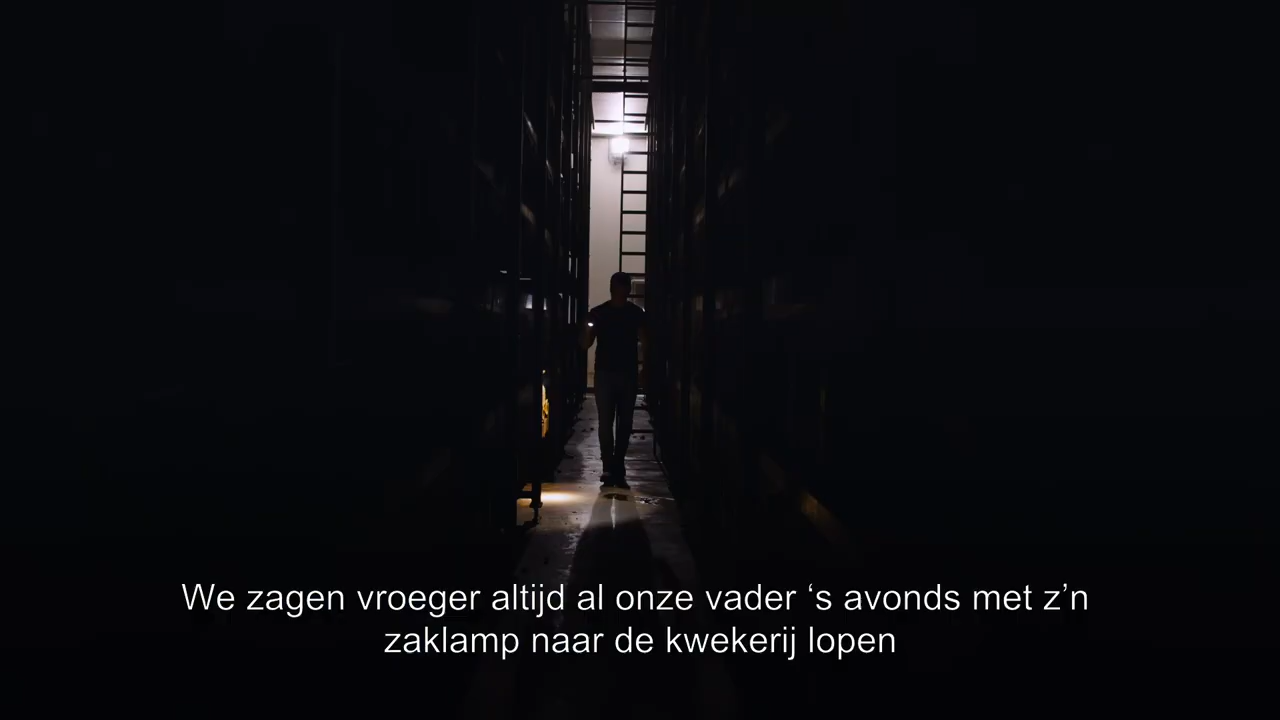 We zagen vroeger altijd al onze vader ‘s avonds met z’n
zaklamp naar de kwekerij lopen